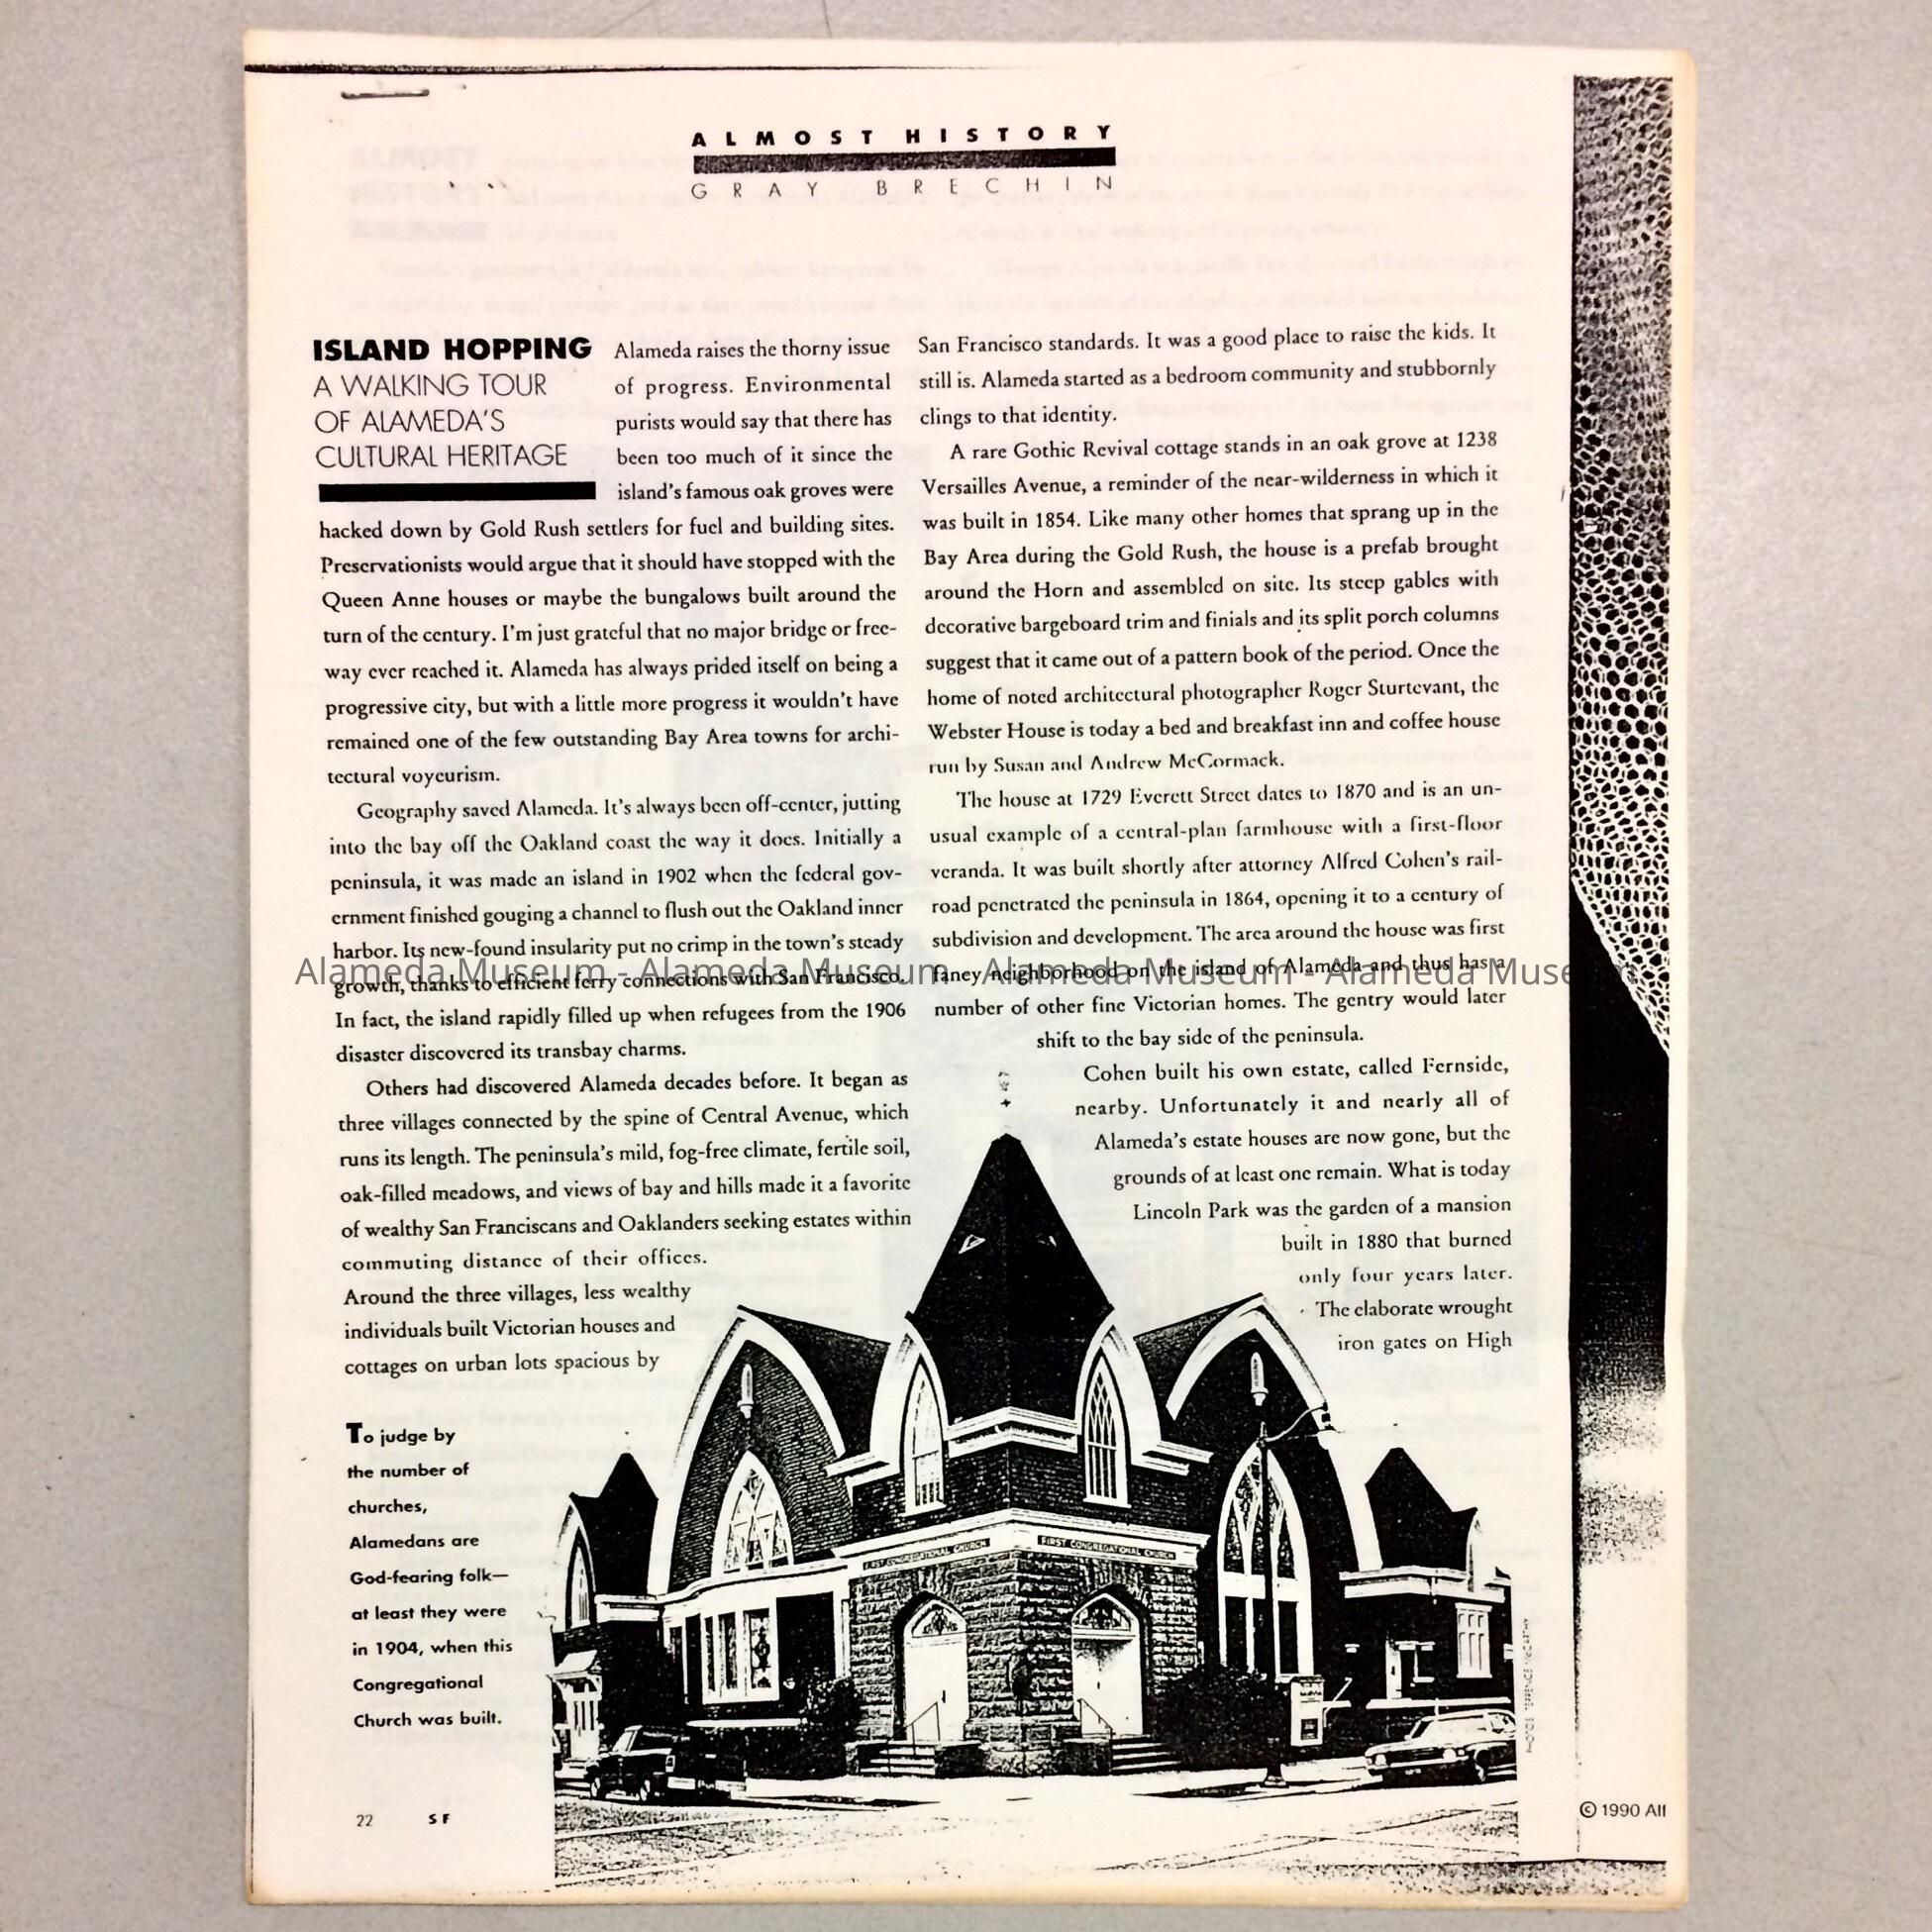 ALMOST HISTORY
GRAY BRECHIN
ISLAND HOPPING
A WALKING TOUR
OF ALAMEDA'S
CULTURAL HERITAGE
Alameda raises the thorny issue
of progress. Environmental
purists would say that there has
been too much of it since the
island's famous oak groves were
hacked down by Gold Rush settlers for fuel and building sites.
Preservationists would argue that it should have stopped with the
Queen Anne houses or maybe the bungalows built around the
turn of the century. I'm just grateful that no major bridge or free-
way ever reached it. Alameda has always prided itself on being a
progressive city, but with a little more progress it wouldn't have
remained one of the few outstanding Bay Area towns for archi-
tectural voyeurism.
Geography saved Alameda. It's always been off-center, jutting
into the bay off the Oakland coast the way it does. Initially a
peninsula, it was made an island in 1902 when the federal gov-
ernment finished gouging a channel to flush out the Oakland inner
harbor. Its new-found insularity put no crimp in the town's steady
growth, thanks to efficient ferry connections with San Francisco.
In fact, the island rapidly filled up when refugees from the 1906
disaster discovered its transbay charms.
Others had discovered Alameda decades before. It began as
three villages connected by the spine of Central Avenue, which
runs its length. The peninsula's mild, fog-free climate, fertile soil,
oak-filled meadows, and views of bay and hills made it a favorite
of wealthy San Franciscans and Oaklanders seeking estates within
commuting distance of their offices.
Around the three villages, less wealthy
individuals built Victorian houses and
cottages on urban lots spacious by
San Francisco standards. It was a good place to raise the kids. It
still is. Alameda started as a bedroom community and stubbornly
clings to that identity.
A rare Gothic Revival cottage stands in an oak grove at 1238
Versailles Avenue, a reminder of the near-wilderness in which it
was built in 1854. Like many other homes that sprang up in the
Bay Area during the Gold Rush, the house is a prefab brought
around the Horn and assembled on site. Its steep gables with
decorative bargeboard trim and finials and its split porch columns
suggest that it came out of a pattern book of the period. Once the
home of noted architectural photographer Roger Sturtevant, the
Webster House is today a bed and breakfast inn and coffee house
run by Susan and Andrew McCormack.
The house at 1729 Everett Street dates to 1870 and is an un-
usual example of a central-plan farmhouse with a first-floor
veranda. It was built shortly after attorney Alfred Cohen's rail-
road penetrated the peninsula in 1864, opening it to a century of
subdivision and development. The area around the house was first
fancy neighborhood on the island of Alameda and thus has a
number of other fine Victorian homes. The gentry would later
shift to the bay side of the peninsula.
Cohen built his own estate, called Fernside,
nearby. Unfortunately it and nearly all of
Alameda's estate houses are now gone, but the
grounds of at least one remain. What is today
Lincoln Park was the garden of a mansion
built in 1880 that burned
only four years later.
The elaborate wrought
iron gates on High
Alameda Museum - Alameda Museum - Alameda Museum - Alameda Museum
To judge by
the number of
churches,
Alamedans are
God-fearing folk—
at least they were
in 1904, when this
Congregational
Church was built.
FIRST CONGREGATIONAL CHURCH
FIRST CONGREGATIONAL CHURCH
PHOTOS: TERRENCE McCARTHY
22 SF
© 1990 All